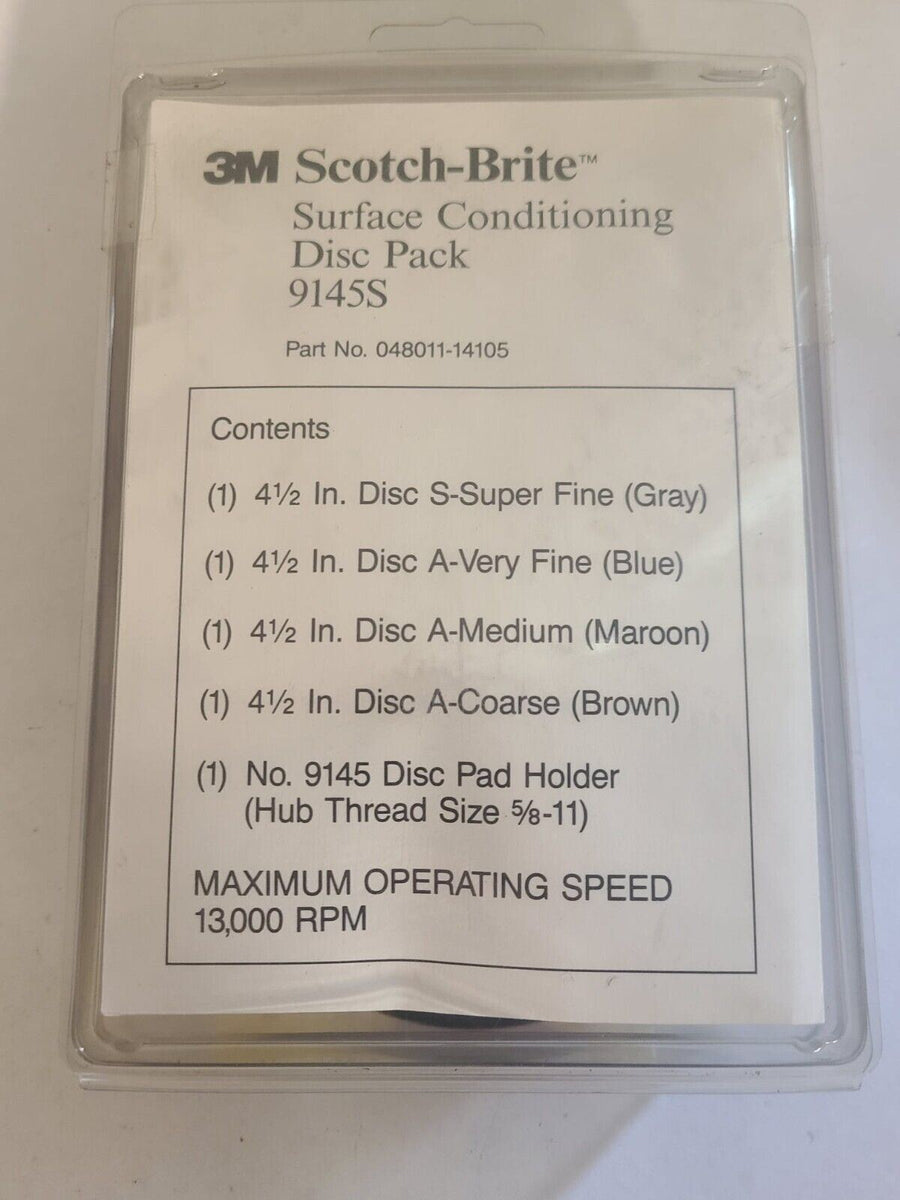 3M Scotch-Brite™
Surface Conditioning
Disc Pack
9145S
Part No. 048011-14105
Contents
(1) 4½ In. Disc S-Super Fine (Gray)
(1) 4½ In. Disc A-Very Fine (Blue)
(1) 4½ In. Disc A-Medium (Maroon)
(1) 4½ In. Disc A-Coarse (Brown)
(1) No. 9145 Disc Pad Holder
(Hub Thread Size ⅝-11)
MAXIMUM OPERATING SPEED
13,000 RPM